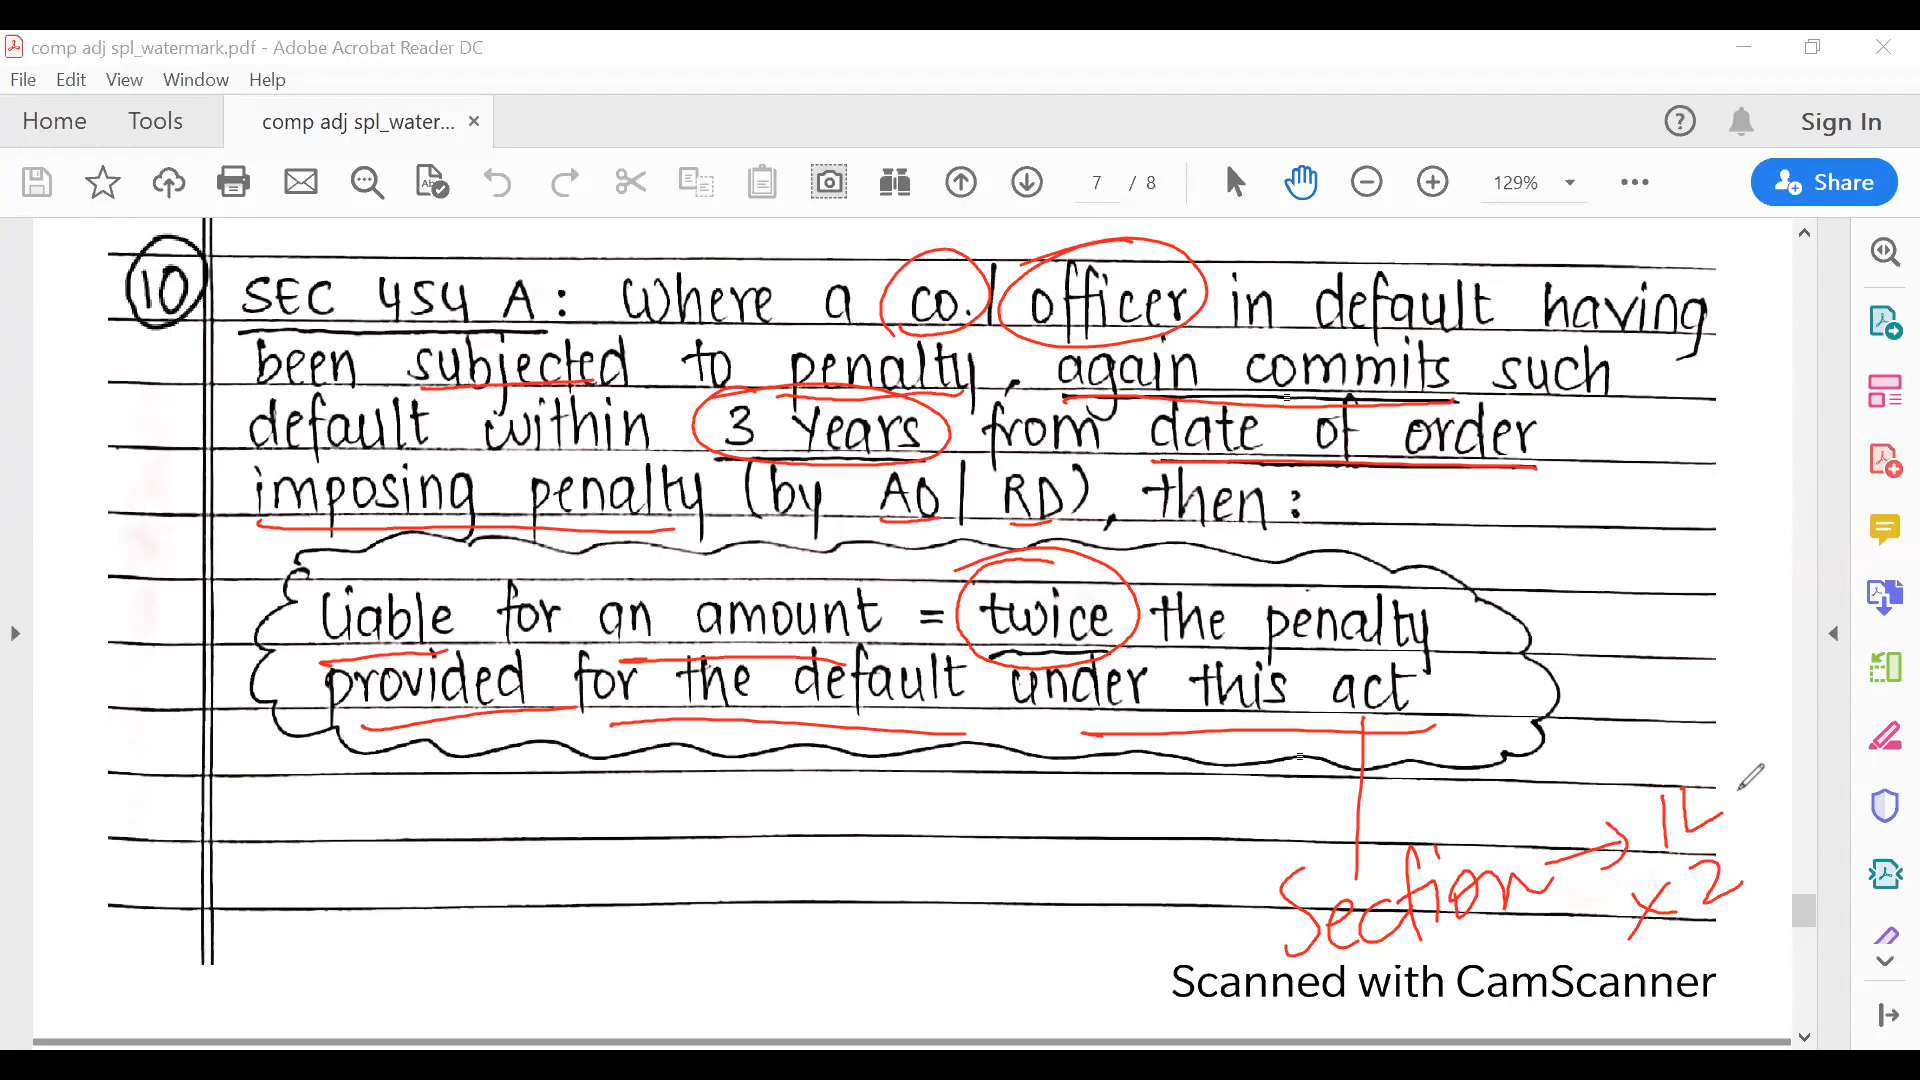 comp adj spl_watermark.pdf - Adobe Acrobat Reader DC
File Edit View Window Help
Home Tools comp adj spl_water... × Sign In
7 / 8 129% Share
10 SEC 454 A: Where a co. / officer in default having
been subjected to penalty, again commits such
default within 3 years from date of order
imposing penalty (by AO / RD), then:
Liable for an amount = twice the penalty
provided for the default under this act
Section → 1L
x 2
Scanned with CamScanner